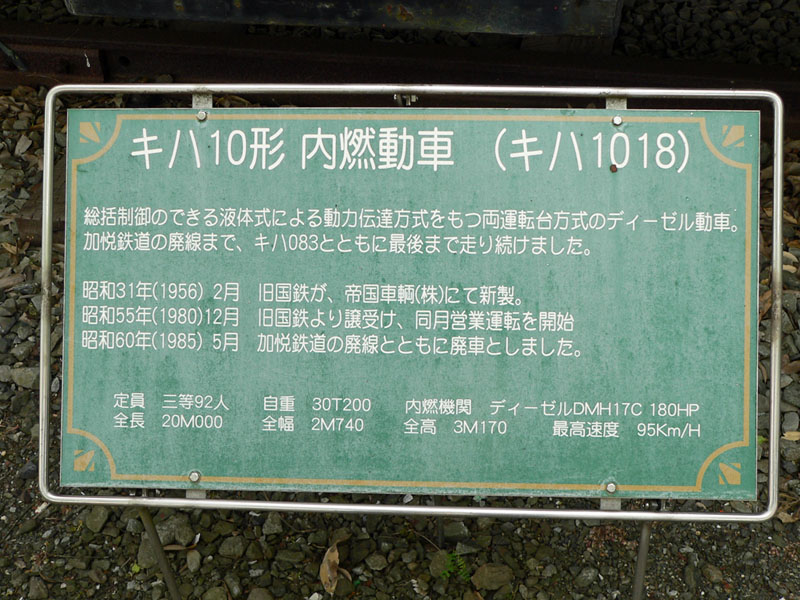 キハ10形 内燃動車 （キハ1018）
総括制御のできる液体式による動力伝達方式をもつ両運転台方式のディーゼル動車。
加悦鉄道の廃線まで、キハ083とともに最後まで走り続けました。
昭和31年(1956) 2月 旧国鉄が、帝国車輌(株)にて新製。
昭和55年(1980)12月 旧国鉄より譲受け、同月営業運転を開始
昭和60年(1985) 5月 加悦鉄道の廃線とともに廃車としました。
定員 三等92人 自重 30T200 内燃機関 ディーゼルDMH17C 180HP
全長 20M000 全幅 2M740 全高 3M170 最高速度 95Km/H